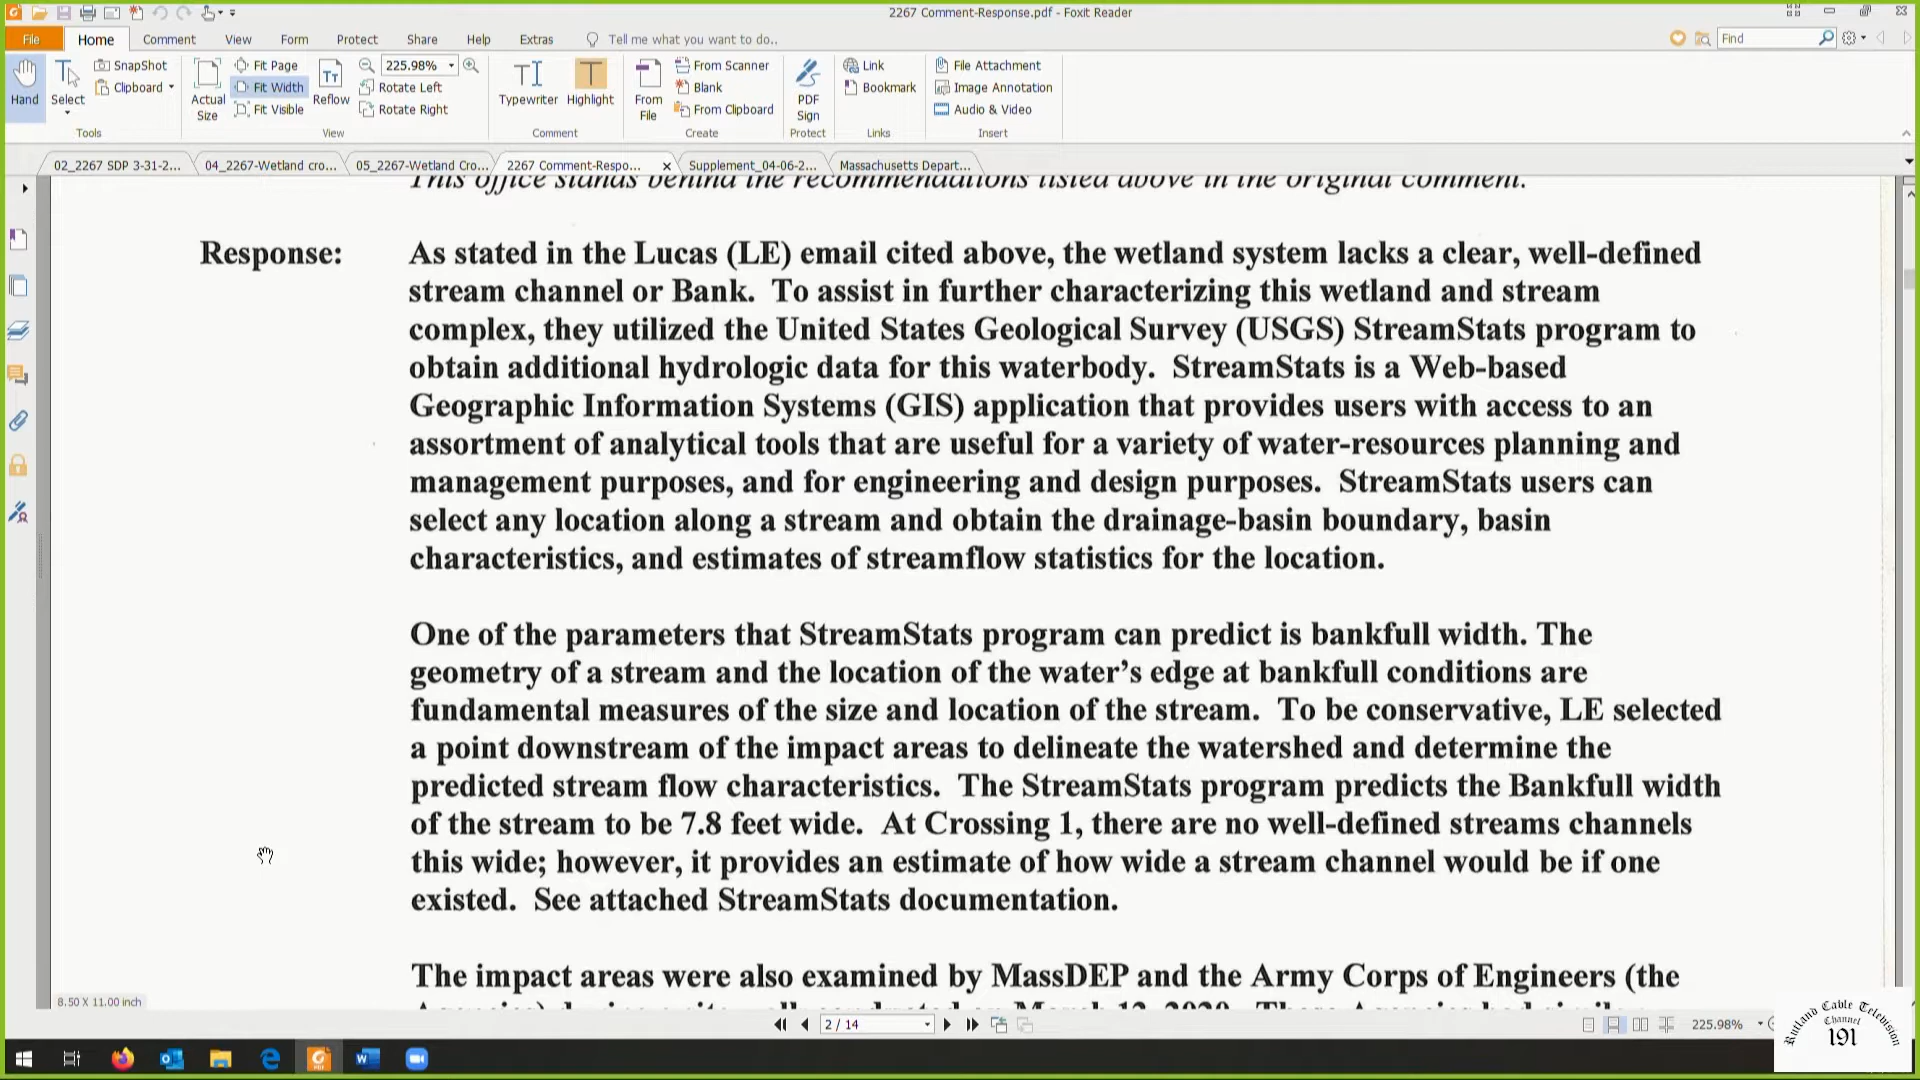 2267 Comment-Response.pdf - Foxit Reader
File
Home
Comment
View
Form
Protect
Share
Help
Extras
Tell me what you want to do..
Find
Hand
Select
SnapShot
Clipboard
Tools
Actual
Size
Fit Page
Fit Width
Fit Visible
Reflow
225.98%
Rotate Left
Rotate Right
View
Typewriter
Highlight
Comment
From
File
From Scanner
Blank
From Clipboard
Create
PDF
Sign
Protect
Link
Bookmark
Links
File Attachment
Image Annotation
Audio & Video
Insert
02_2267 SDP 3-31-2...
04_2267-Wetland cro...
05_2267-Wetland Cro...
2267 Comment-Respo...
Supplement_04-06-2...
Massachusetts Depart...
This office stands behind the recommendations listed above in the original comment.
Response: As stated in the Lucas (LE) email cited above, the wetland system lacks a clear, well-defined
stream channel or Bank. To assist in further characterizing this wetland and stream
complex, they utilized the United States Geological Survey (USGS) StreamStats program to
obtain additional hydrologic data for this waterbody. StreamStats is a Web-based
Geographic Information Systems (GIS) application that provides users with access to an
assortment of analytical tools that are useful for a variety of water-resources planning and
management purposes, and for engineering and design purposes. StreamStats users can
select any location along a stream and obtain the drainage-basin boundary, basin
characteristics, and estimates of streamflow statistics for the location.
One of the parameters that StreamStats program can predict is bankfull width. The
geometry of a stream and the location of the water's edge at bankfull conditions are
fundamental measures of the size and location of the stream. To be conservative, LE selected
a point downstream of the impact areas to delineate the watershed and determine the
predicted stream flow characteristics. The StreamStats program predicts the Bankfull width
of the stream to be 7.8 feet wide. At Crossing 1, there are no well-defined streams channels
this wide; however, it provides an estimate of how wide a stream channel would be if one
existed. See attached StreamStats documentation.
The impact areas were also examined by MassDEP and the Army Corps of Engineers (the
8.50 X 11.00 inch
2 / 14
225.98%
Rutland Cable Television
Channel
191